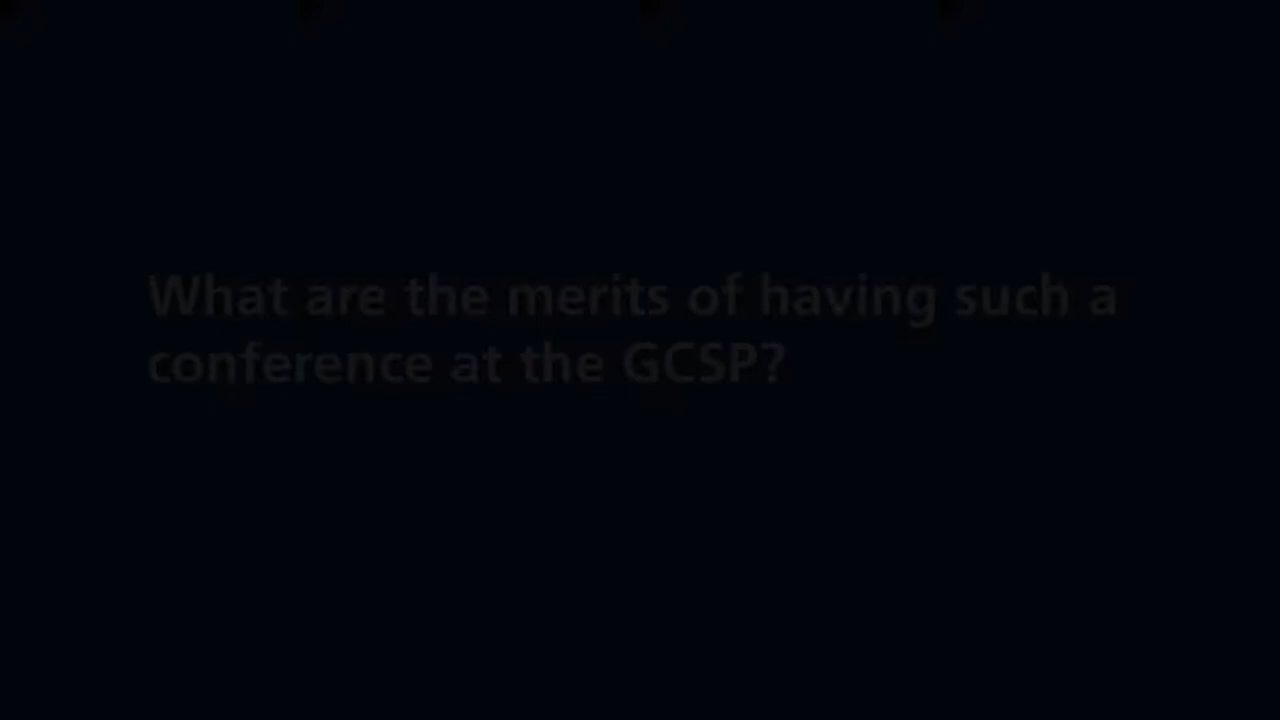 What are the merits of having such a
conference at the GCSP?